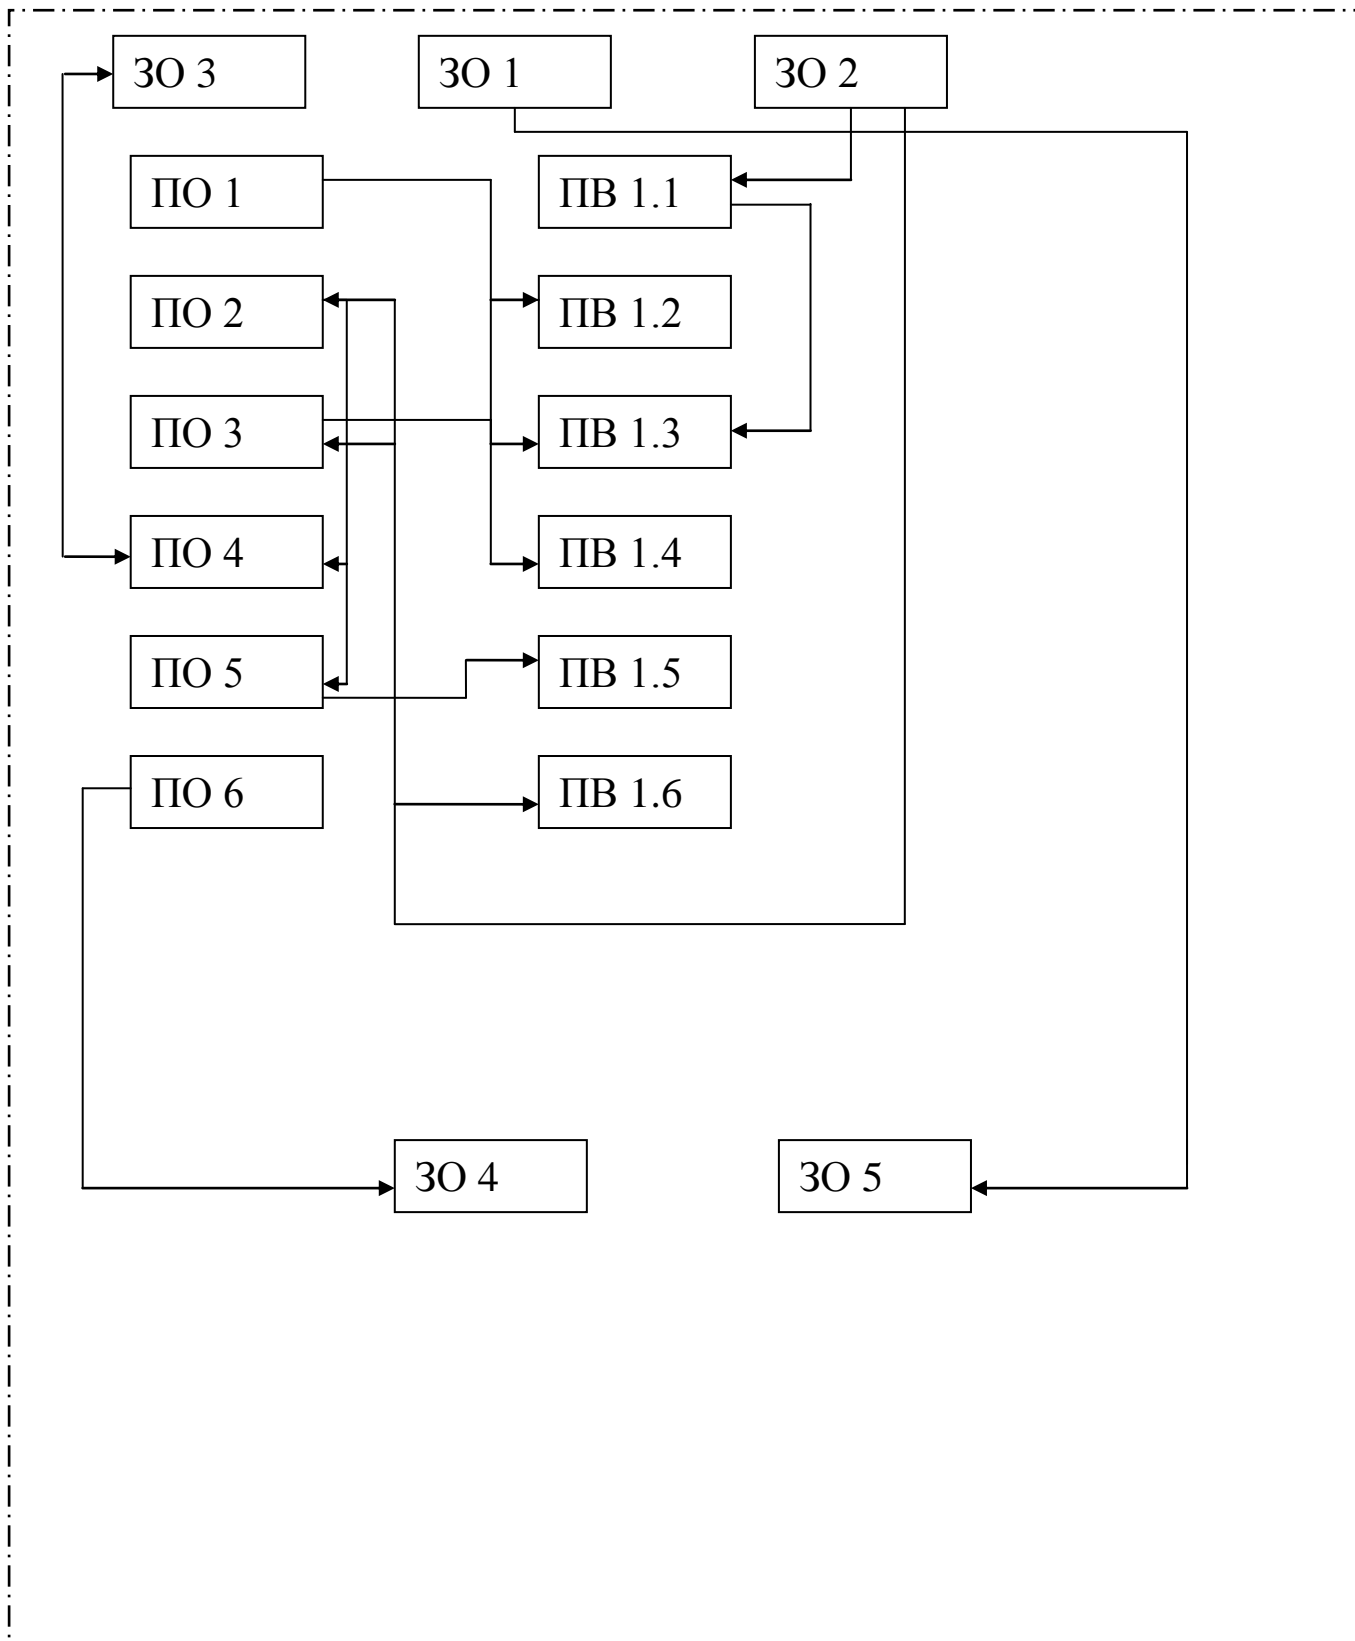 ЗО 3
ЗО 1
ЗО 2
ПО 1
ПВ 1.1
ПО 2
ПВ 1.2
ПО 3
ПВ 1.3
ПО 4
ПВ 1.4
ПО 5
ПВ 1.5
ПО 6
ПВ 1.6
ЗО 4
ЗО 5